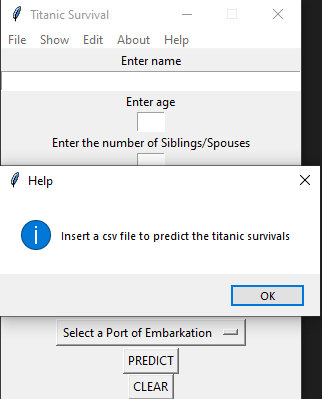 Titanic Survival
File Show Edit About Help
Enter name
Enter age
Enter the number of Siblings/Spouses
Help
Insert a csv file to predict the titanic survivals
OK
Select a Port of Embarkation
PREDICT
CLEAR